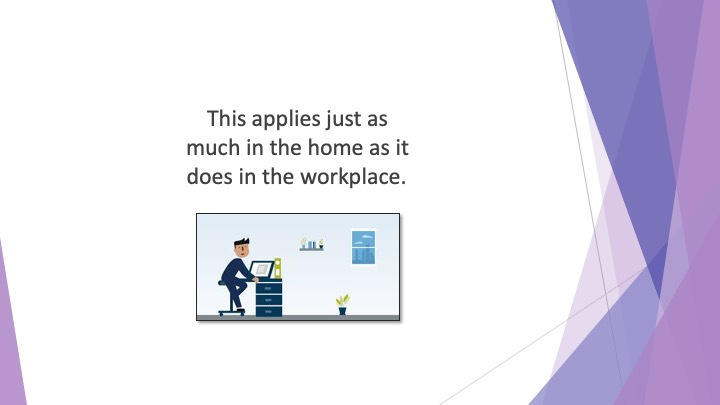 This applies just as
much in the home as it
does in the workplace.